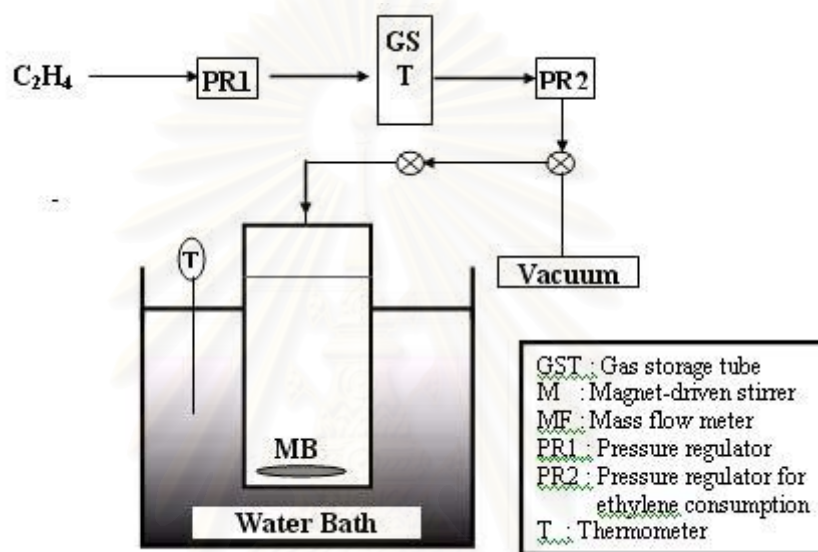 GS
T
C₂H₄
PR1
PR2
T
Vacuum
MB
Water Bath
GST : Gas storage tube
M : Magnet-driven stirrer
MF : Mass flow meter
PR1 : Pressure regulator
PR2 : Pressure regulator for
ethylene consumption
T : Thermometer